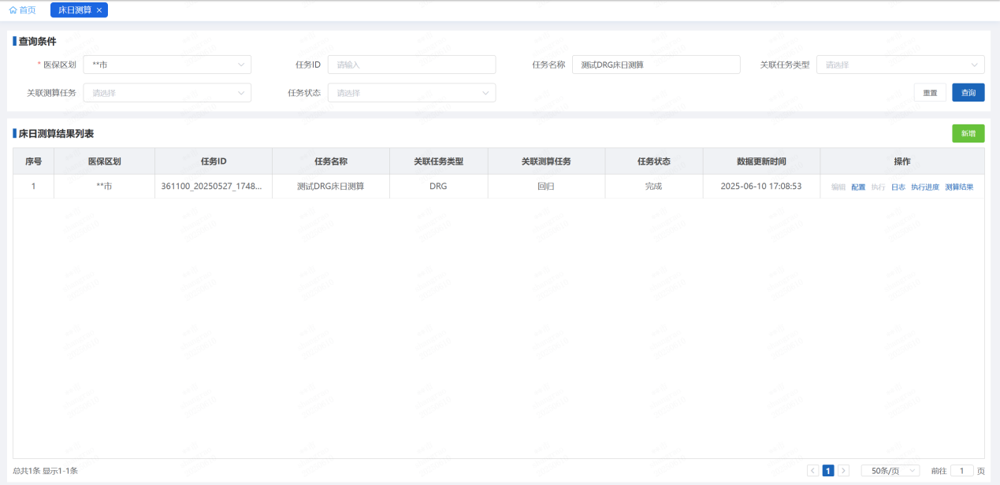 首页 床日测算 ×
查询条件
* 医保区划 **市 任务ID 请输入 任务名称 测试DRG床日测算 关联任务类型 请选择
关联测算任务 请选择 任务状态 请选择 重置 查询
床日测算结果列表 新增
序号 医保区划 任务ID 任务名称 关联任务类型 关联测算任务 任务状态 数据更新时间 操作
1 **市 361100_20250527_1748... 测试DRG床日测算 DRG 回归 完成 2025-06-10 17:08:53 编辑 配置 执行 日志 执行进度 测算结果
总共1条 显示1-1条 < 1 > 50条/页 前往 1 页